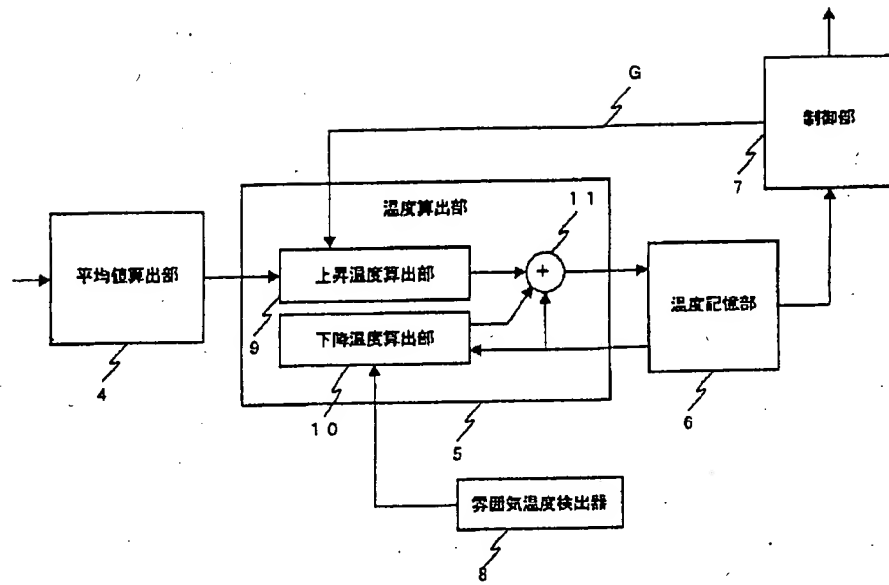 G
制御部
7
温度算出部
11
平均値算出部
上昇温度算出部
+
温度記憶部
9
下降温度算出部
4
10
5
6
雰囲気温度検出器
8